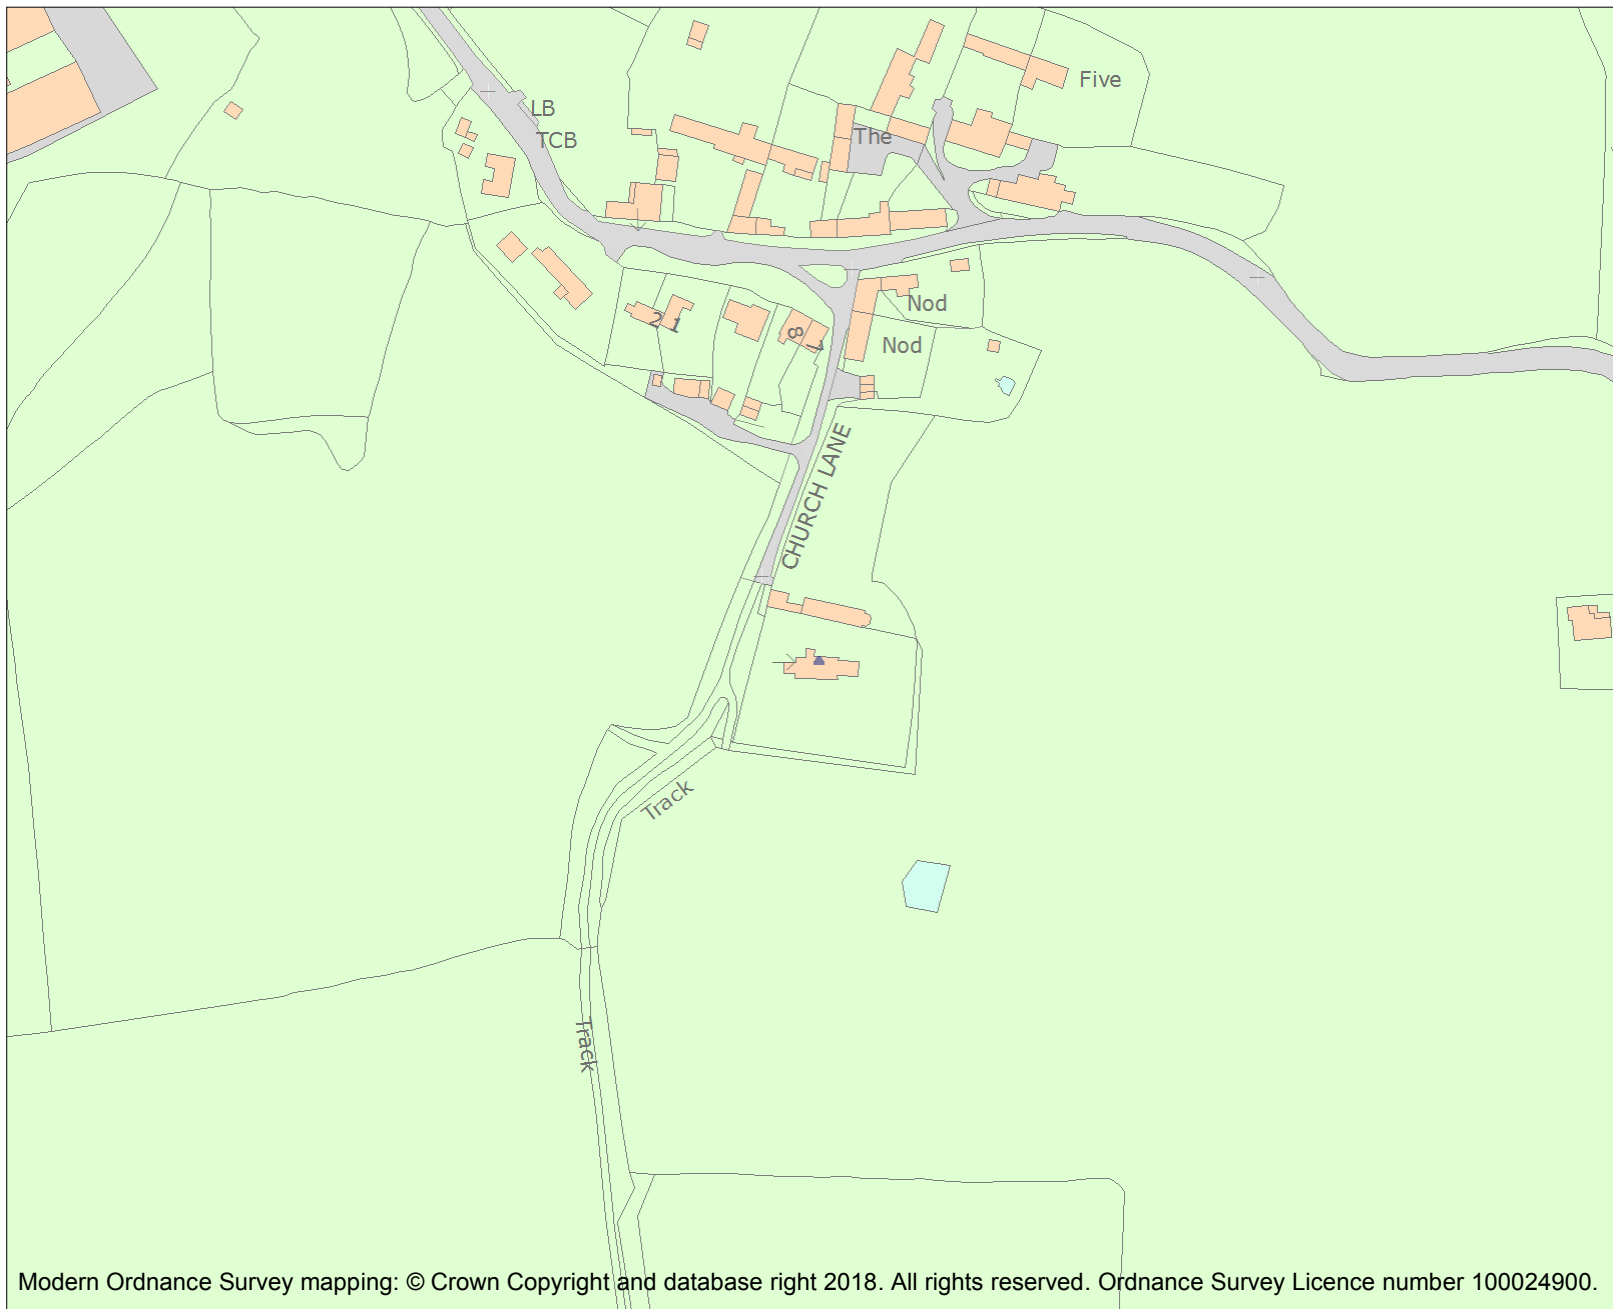 Five
LB
The
TCB
Nod
2 1
8
7
Nod
CHURCH LANE
Track
Track
Modern Ordnance Survey mapping: © Crown Copyright and database right 2018. All rights reserved. Ordnance Survey Licence number 100024900.